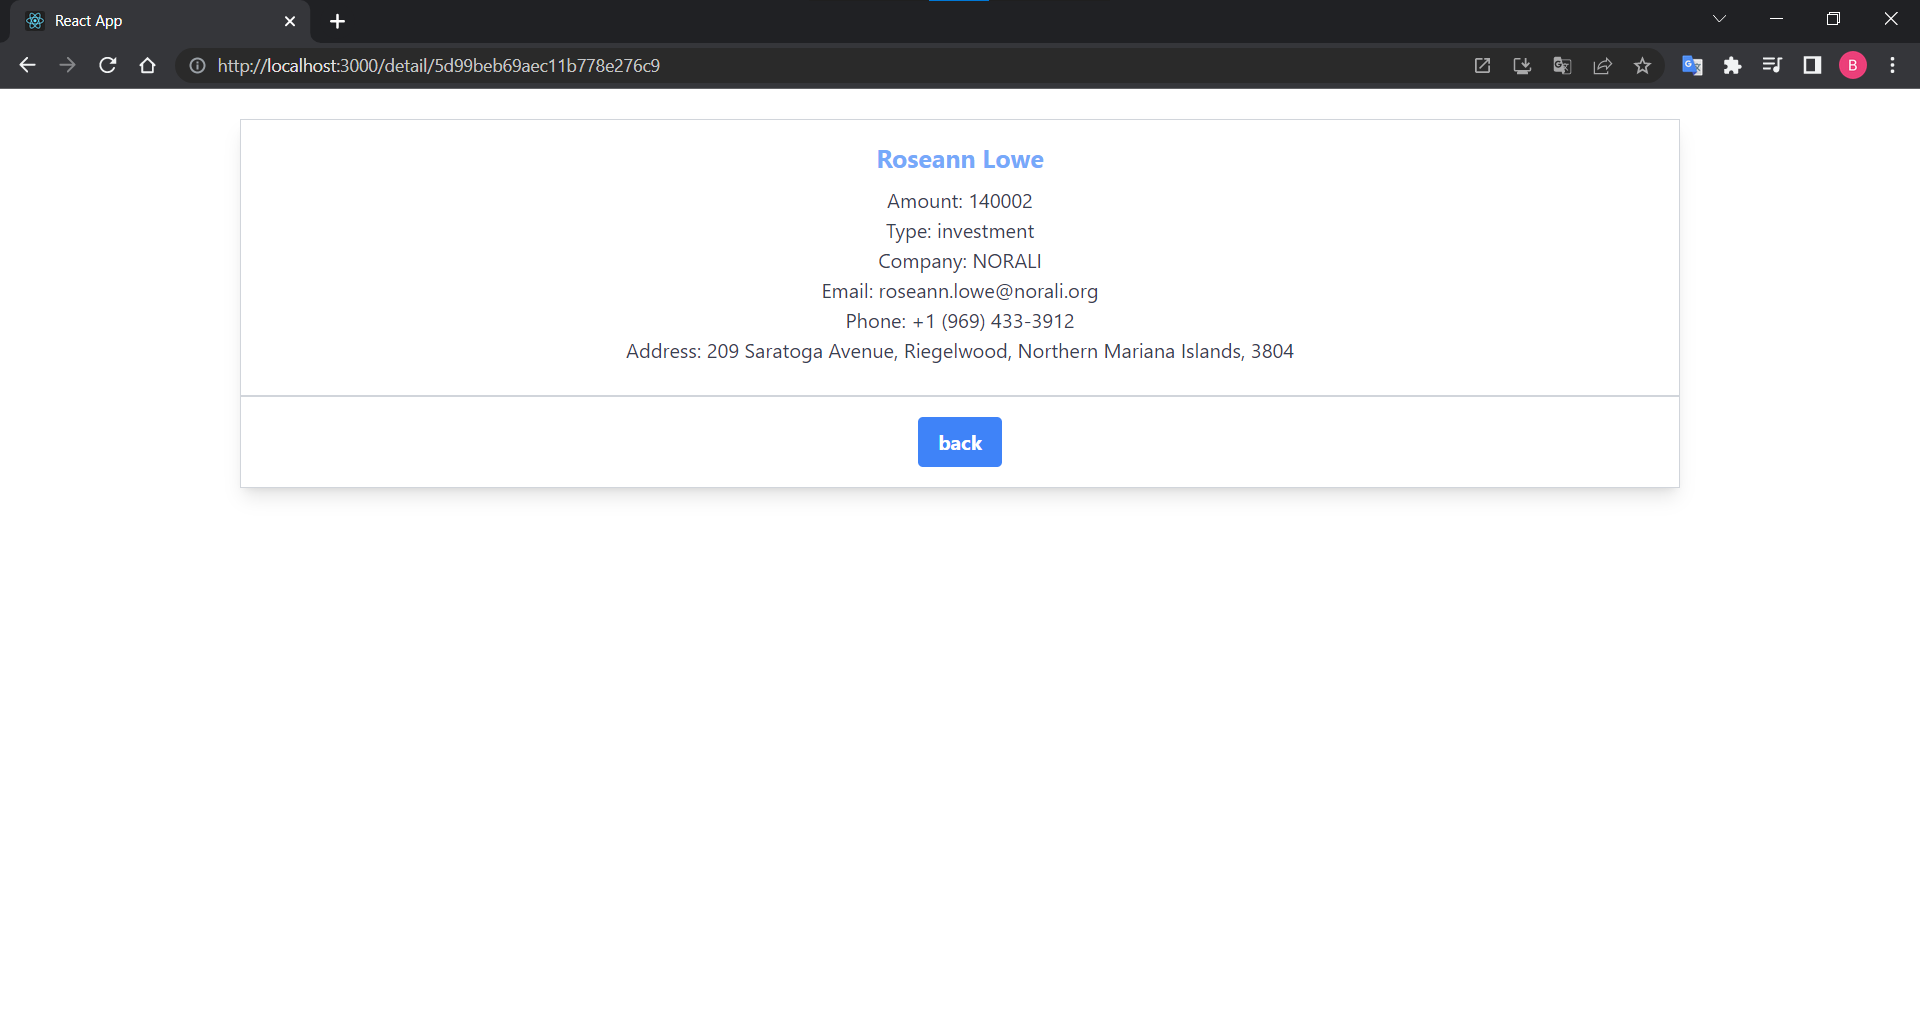 React App
http://localhost:3000/detail/5d99beb69aec11b778e276c9
B
Roseann Lowe
Amount: 140002
Type: investment
Company: NORALI
Email: roseann.lowe@norali.org
Phone: +1 (969) 433-3912
Address: 209 Saratoga Avenue, Riegelwood, Northern Mariana Islands, 3804
back